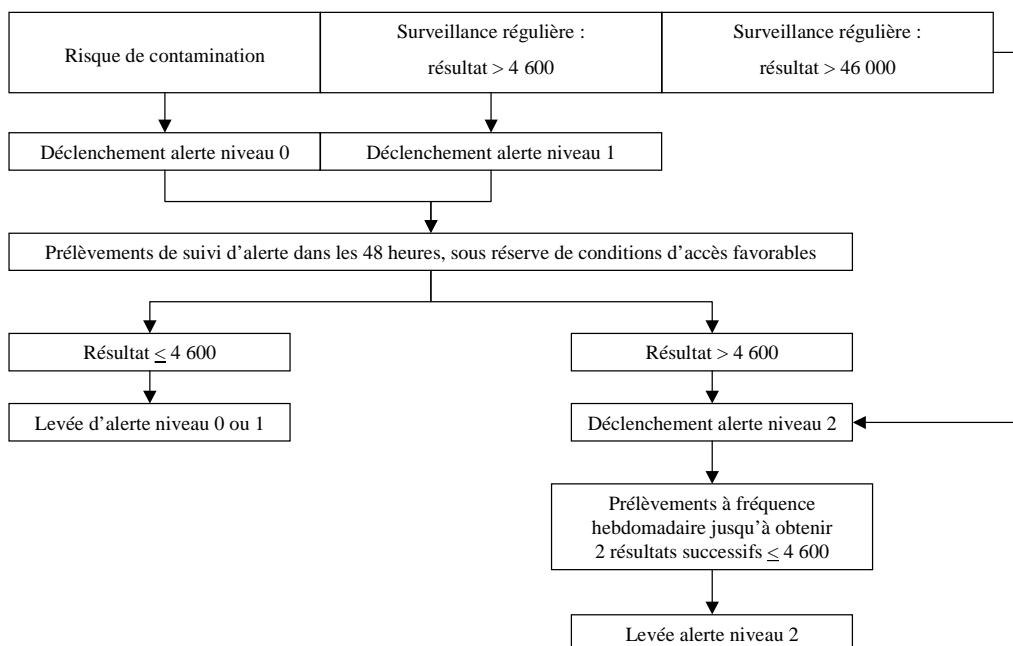 Risque de contamination
Surveillance régulière :
résultat > 4 600
Surveillance régulière :
résultat > 46 000
Déclenchement alerte niveau 0
Déclenchement alerte niveau 1
Prélèvements de suivi d’alerte dans les 48 heures, sous réserve de conditions d’accès favorables
Résultat ≤ 4 600
Résultat > 4 600
Levée d’alerte niveau 0 ou 1
Déclenchement alerte niveau 2
Prélèvements à fréquence
hebdomadaire jusqu’à obtenir
2 résultats successifs ≤ 4 600
Levée alerte niveau 2